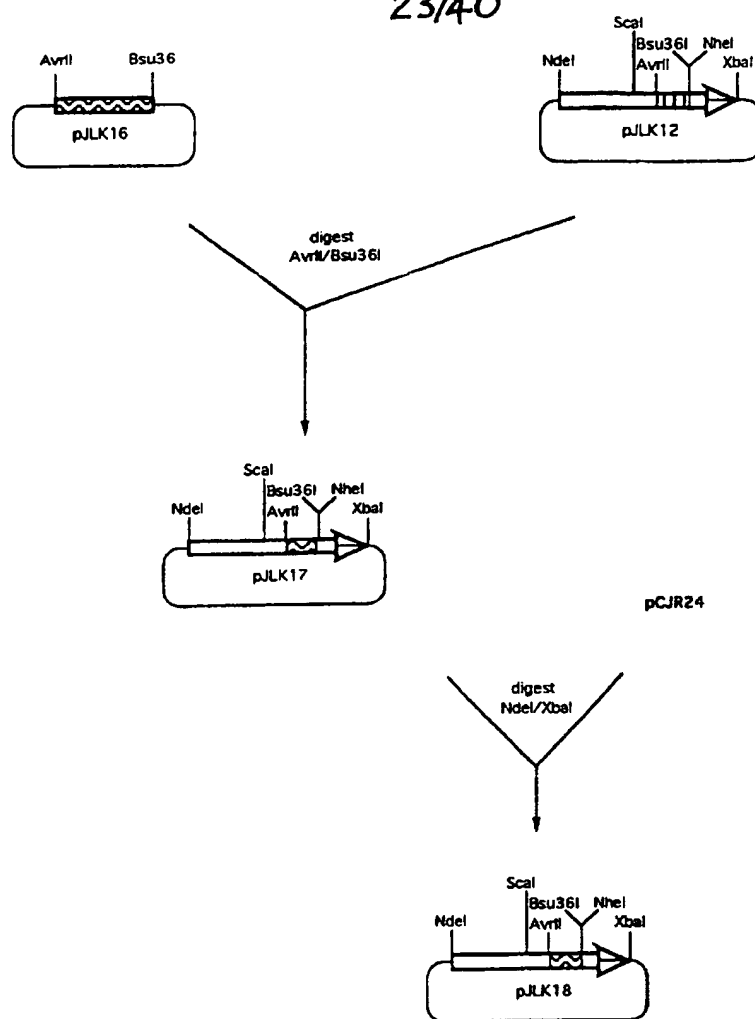 23/40
AvrII Bsu36
pJLK16
ScaI
Bsu36I NheI
NdeI AvrII XbaI
pJLK12
digest
AvrII/Bsu36I
ScaI
Bsu36I NheI
NdeI AvrII XbaI
pJLK17
pCJR24
digest
NdeI/XbaI
ScaI
Bsu36I NheI
NdeI AvrII XbaI
pJLK18